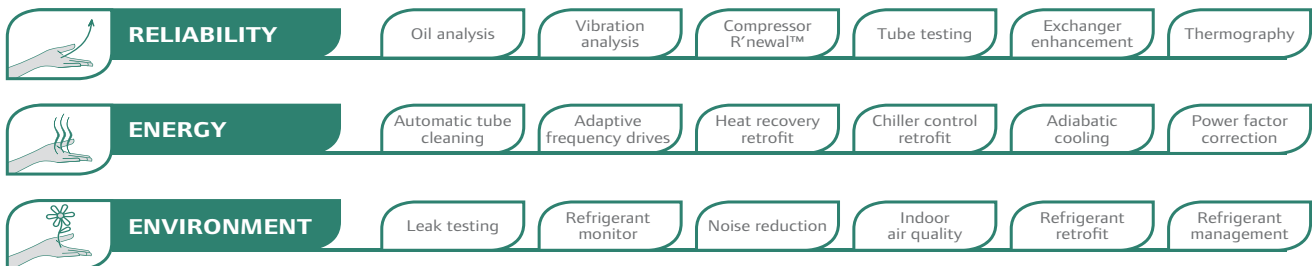 RELIABILITY
Oil analysis
Vibration
analysis
Compressor
R’newal™
Tube testing
Exchanger
enhancement
Thermography
ENERGY
Automatic tube
cleaning
Adaptive
frequency drives
Heat recovery
retrofit
Chiller control
retrofit
Adiabatic
cooling
Power factor
correction
ENVIRONMENT
Leak testing
Refrigerant
monitor
Noise reduction
Indoor
air quality
Refrigerant
retrofit
Refrigerant
management